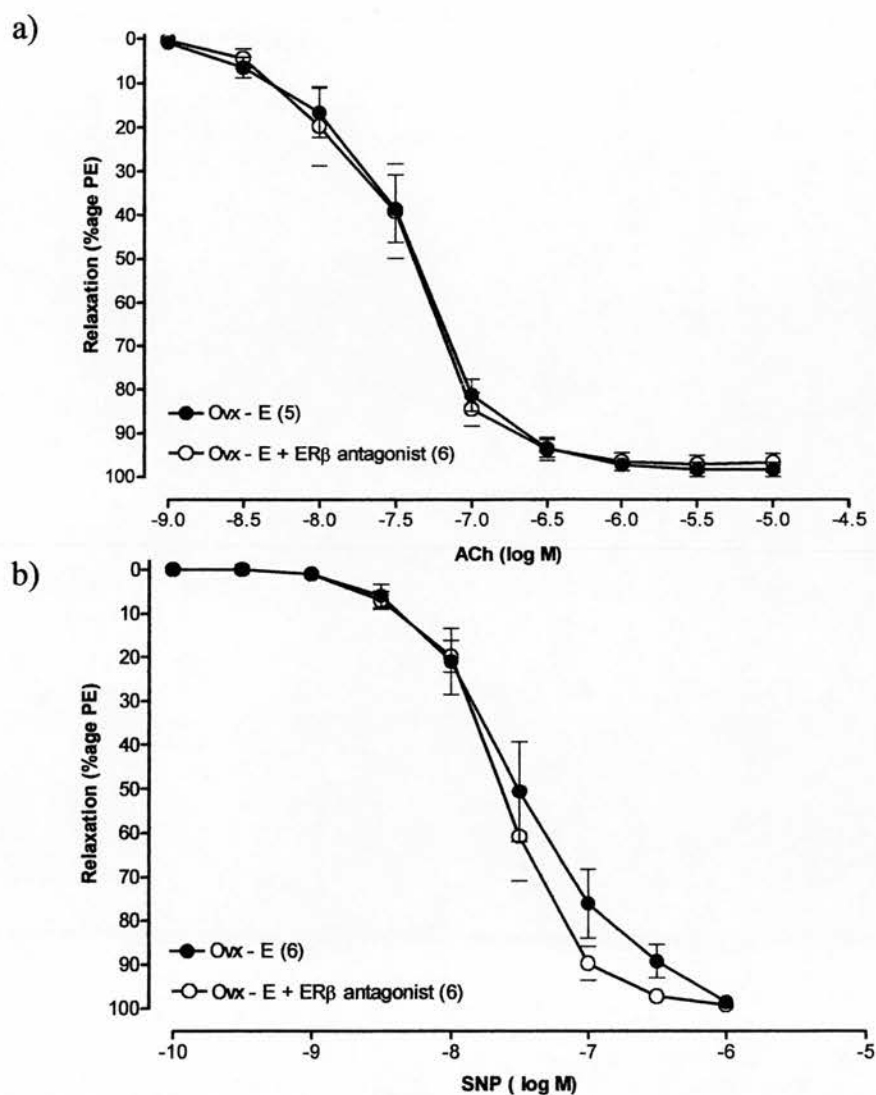 a)
0
10
20
30
40
50
60
70
80
90
100
Relaxation (%age PE)
Ovx - E (5)
Ovx - E + ERβ antagonist (6)
-9.0 -8.5 -8.0 -7.5 -7.0 -6.5 -6.0 -5.5 -5.0 -4.5
ACh (log M)
b)
0
10
20
30
40
50
60
70
80
90
100
Relaxation (%age PE)
Ovx - E (6)
Ovx - E + ERβ antagonist (6)
-10 -9 -8 -7 -6 -5
SNP ( log M)